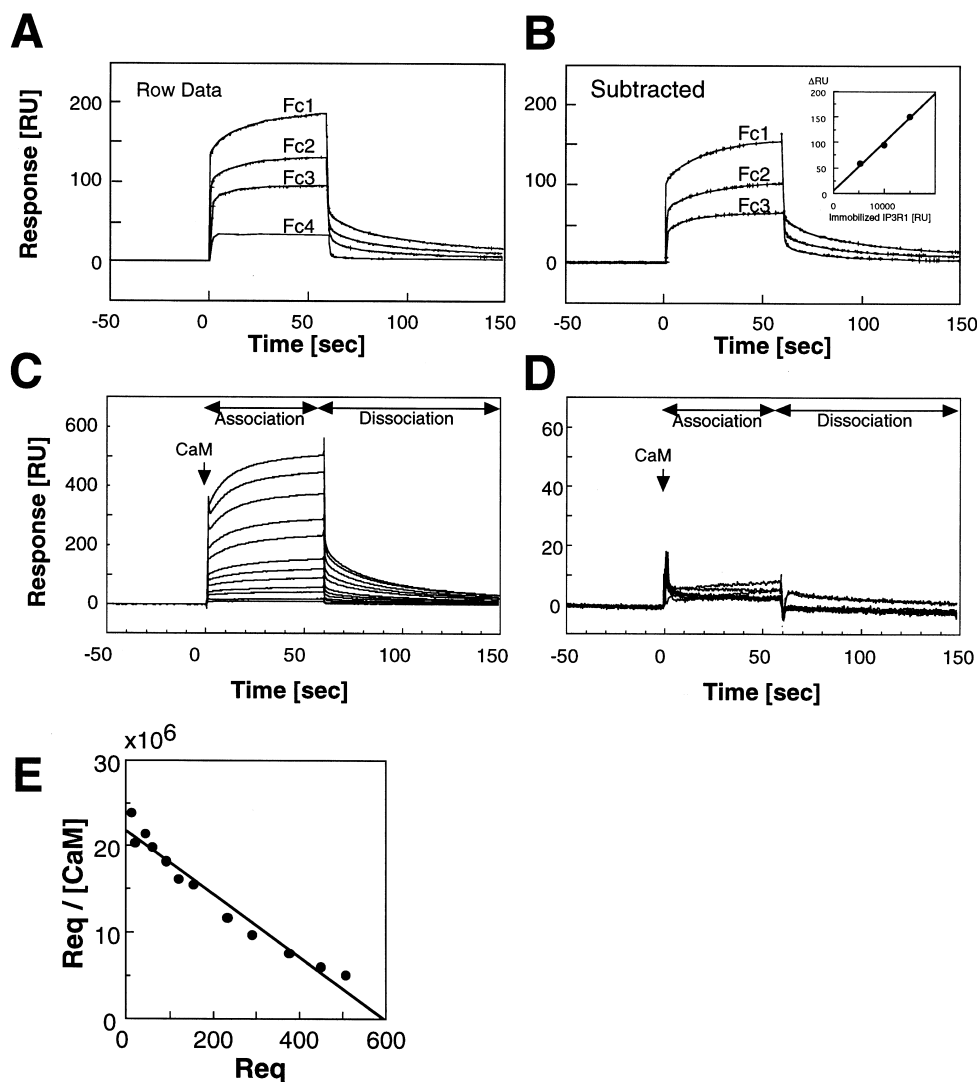 A
Row Data
Fc1
Fc2
Fc3
Fc4
Response [RU]
200
100
0
-50
0
50
100
150
Time [sec]
B
Subtracted
Fc1
Fc2
Fc3
200
100
0
-50
0
50
100
150
Time [sec]
ΔRU
200
150
100
50
0
0
10000
Immobilized IP3R1 [RU]
C
Association
Dissociation
CaM
Response [RU]
600
400
200
0
-50
0
50
100
150
Time [sec]
D
Association
Dissociation
CaM
60
40
20
0
-50
0
50
100
150
Time [sec]
E
x10⁶
Req / [CaM]
30
20
10
0
0
200
400
600
Req